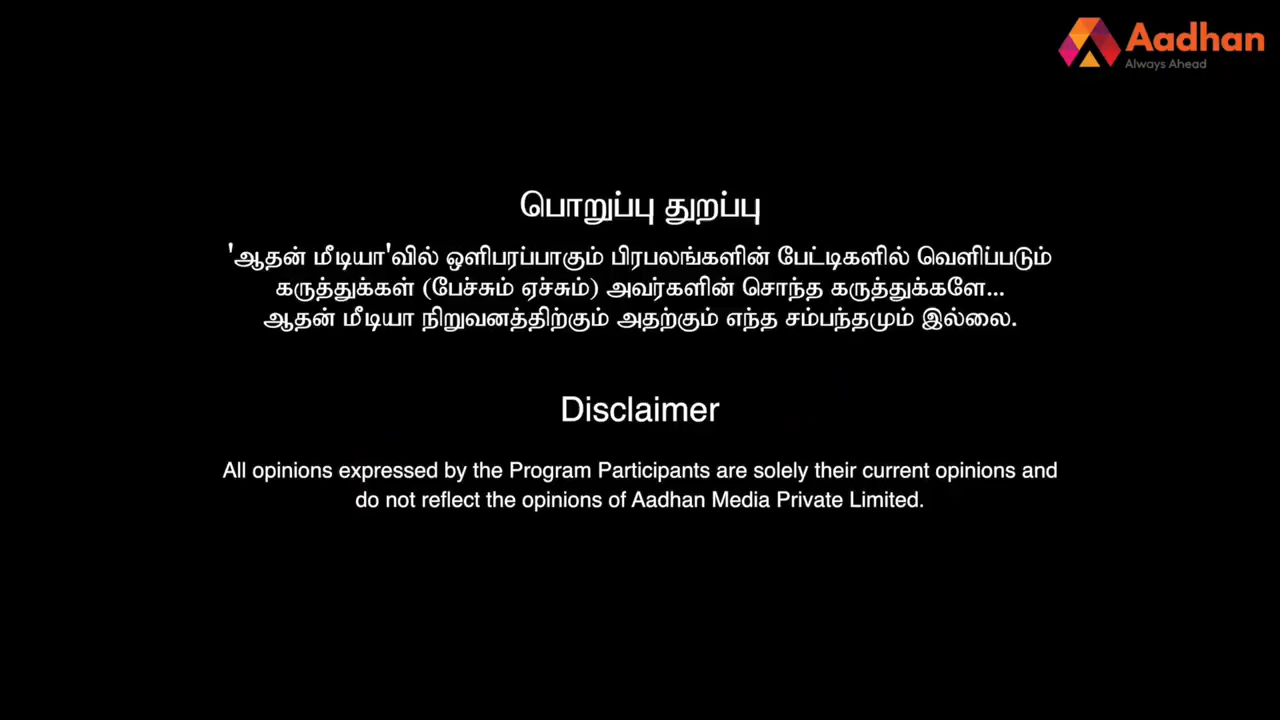 Aadhan
Always Ahead
பொறுப்பு துறப்பு
'ஆதன் மீடியா'வில் ஒளிபரப்பாகும் பிரபலங்களின் பேட்டிகளில் வெளிப்படும்
கருத்துக்கள் (பேச்சும் ஏச்சும்) அவர்களின் சொந்த கருத்துக்களே...
ஆதன் மீடியா நிறுவனத்திற்கும் அதற்கும் எந்த சம்பந்தமும் இல்லை.
Disclaimer
All opinions expressed by the Program Participants are solely their current opinions and
do not reflect the opinions of Aadhan Media Private Limited.